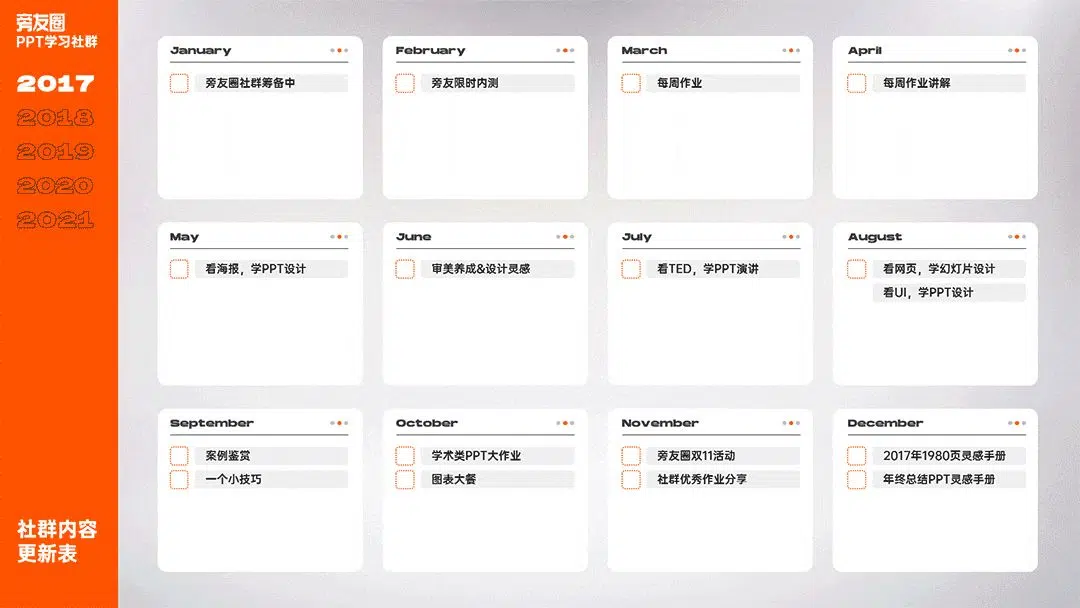 旁友圈
PPT学习社群
2017
2018
2019
2020
2021
社群内容
更新表
January
旁友圈社群筹备中
February
旁友限时内测
March
每周作业
April
每周作业讲解
May
看海报，学PPT设计
June
审美养成&设计灵感
July
看TED，学PPT演讲
August
看网页，学幻灯片设计
看UI，学PPT设计
September
案例鉴赏
一个小技巧
October
学术类PPT大作业
图表大餐
November
旁友圈双11活动
社群优秀作业分享
December
2017年1980页灵感手册
年终总结PPT灵感手册